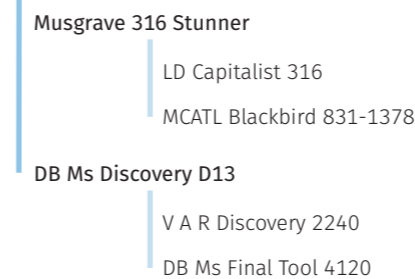 Musgrave 316 Stunner
LD Capitalist 316
MCATL Blackbird 831-1378
DB Ms Discovery D13
V A R Discovery 2240
DB Ms Final Tool 4120